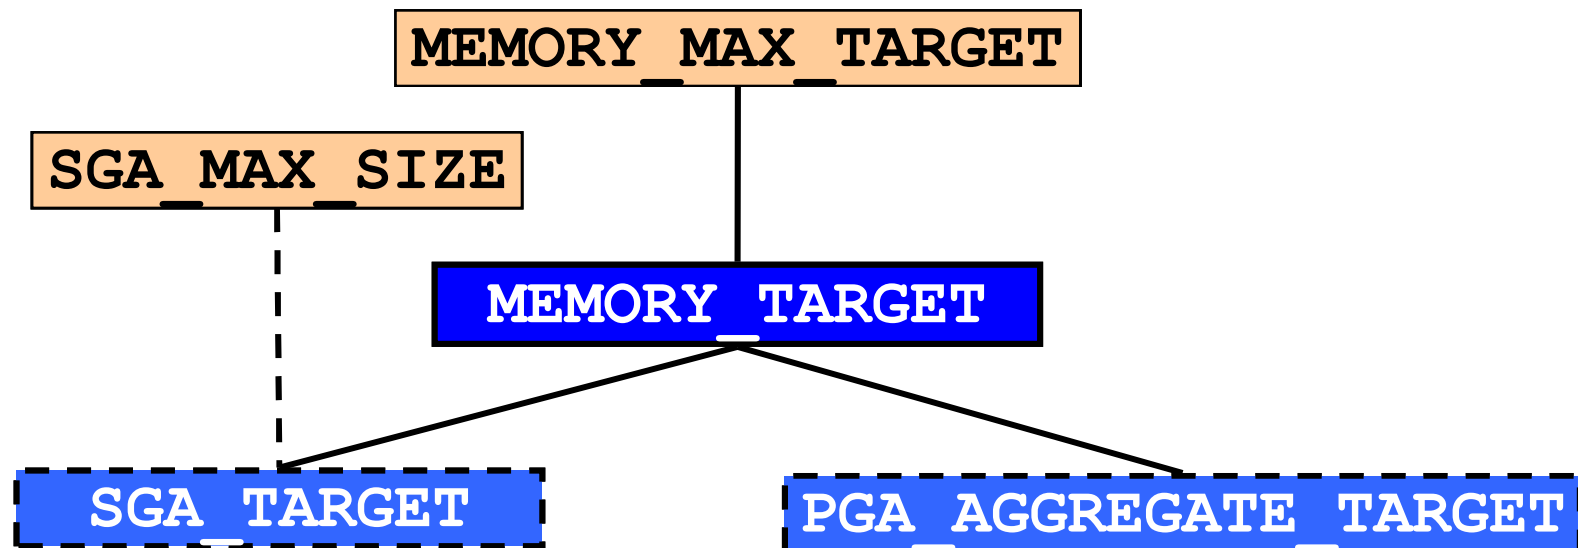 MEMORY_MAX_TARGET
SGA_MAX_SIZE
MEMORY_TARGET
SGA_TARGET
PGA_AGGREGATE_TARGET